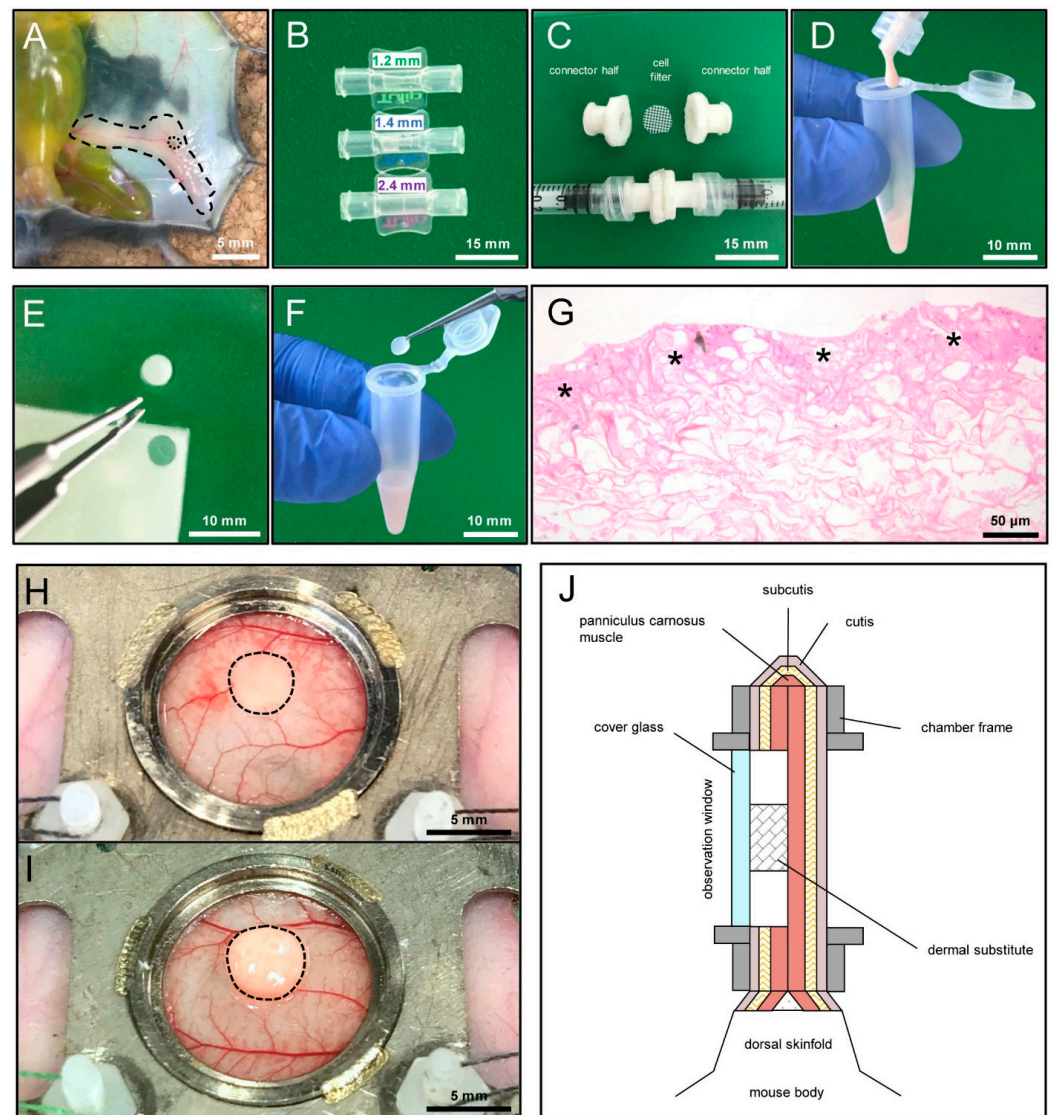 A
5 mm
B
1.2 mm
1.4 mm
2.4 mm
15 mm
C
connector half
cell
filter
connector half
15 mm
D
10 mm
E
10 mm
F
10 mm
G
*
*
*
*
50 µm
H
5 mm
I
5 mm
J
subcutis
panniculus carnosus
muscle
cutis
cover glass
chamber frame
observation window
dermal substitute
dorsal skinfold
mouse body